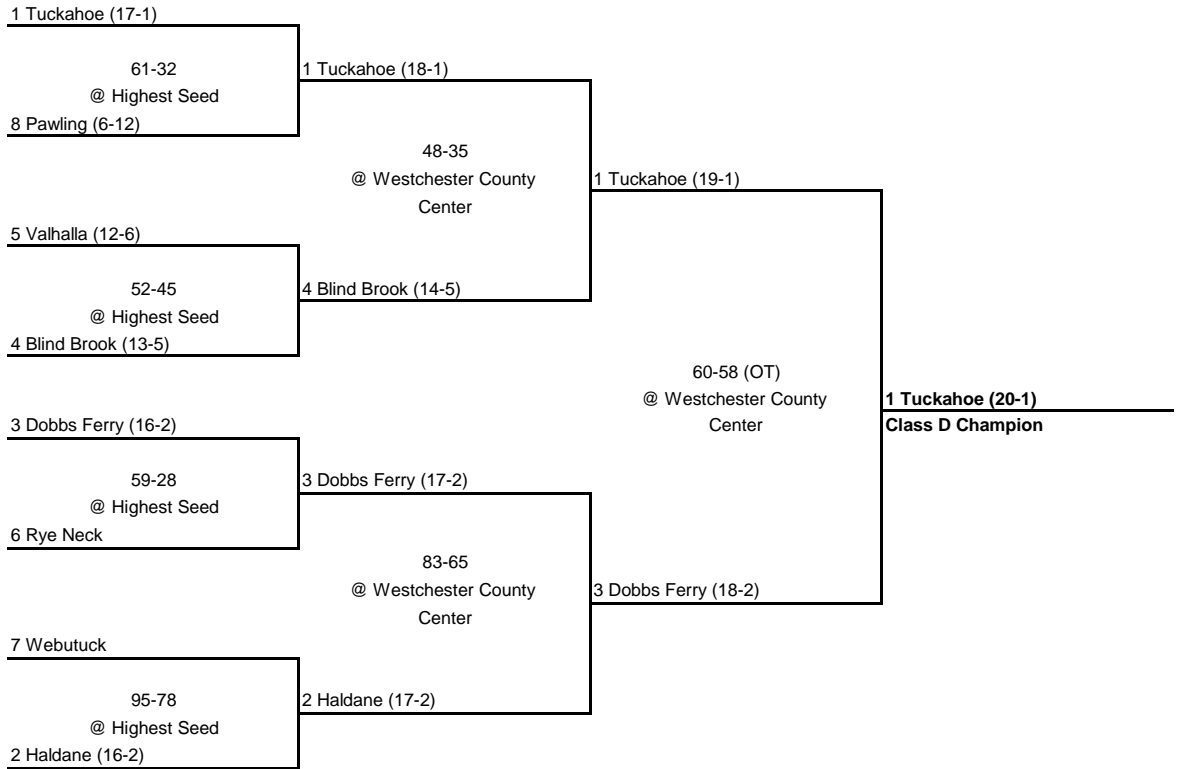 1 Tuckahoe (17-1)
61-32
@ Highest Seed
8 Pawling (6-12)
1 Tuckahoe (18-1)
48-35
@ Westchester County
Center
5 Valhalla (12-6)
52-45
@ Highest Seed
4 Blind Brook (13-5)
4 Blind Brook (14-5)
1 Tuckahoe (19-1)
60-58 (OT)
@ Westchester County
Center
1 Tuckahoe (20-1)
Class D Champion
3 Dobbs Ferry (16-2)
59-28
@ Highest Seed
6 Rye Neck
3 Dobbs Ferry (17-2)
83-65
@ Westchester County
Center
3 Dobbs Ferry (18-2)
7 Webutuck
95-78
@ Highest Seed
2 Haldane (16-2)
2 Haldane (17-2)